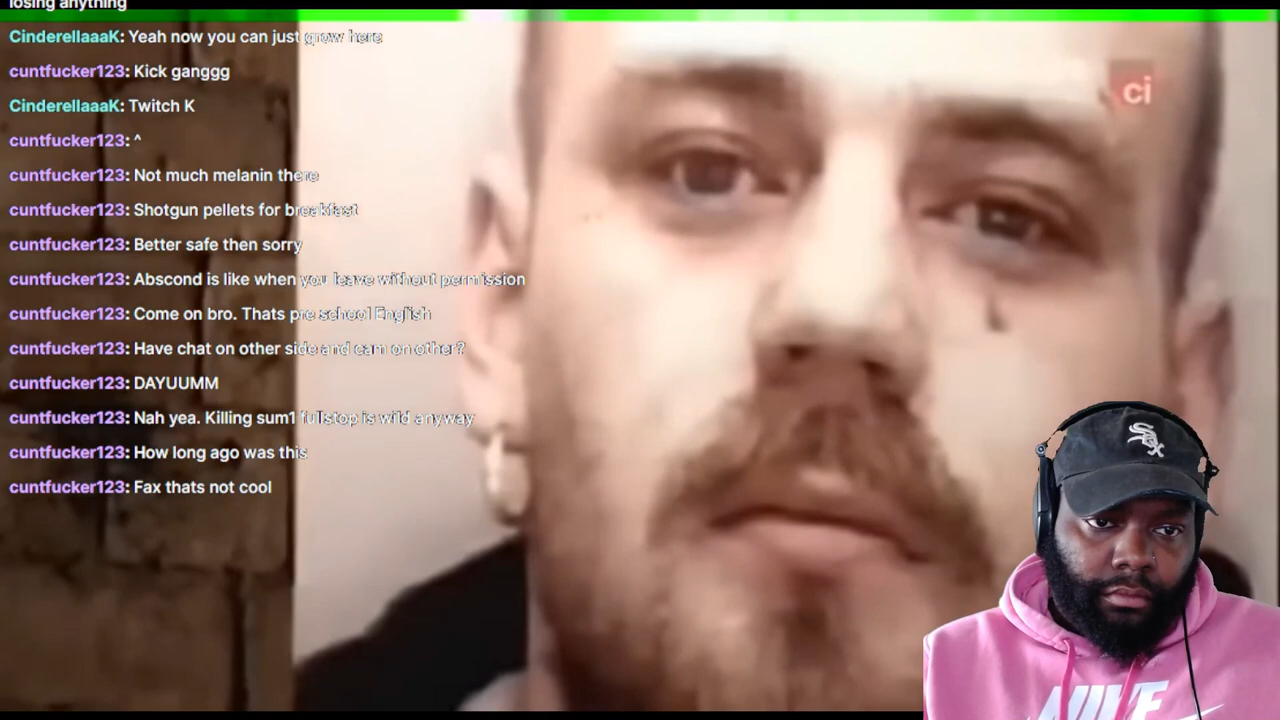 losing anything
CinderellaaaK: Yeah now you can just grow here
cuntfucker123: Kick ganggg
CinderellaaaK: Twitch K
cuntfucker123: ^
cuntfucker123: Not much melanin there
cuntfucker123: Shotgun pellets for breakfast
cuntfucker123: Better safe then sorry
cuntfucker123: Abscond is like when you leave without permission
cuntfucker123: Come on bro. Thats pre school English
cuntfucker123: Have chat on other side and cam on other?
cuntfucker123: DAYUUMM
cuntfucker123: Nah yea. Killing sum1 fullstop is wild anyway
cuntfucker123: How long ago was this
cuntfucker123: Fax thats not cool
ci
Sox
NIKE